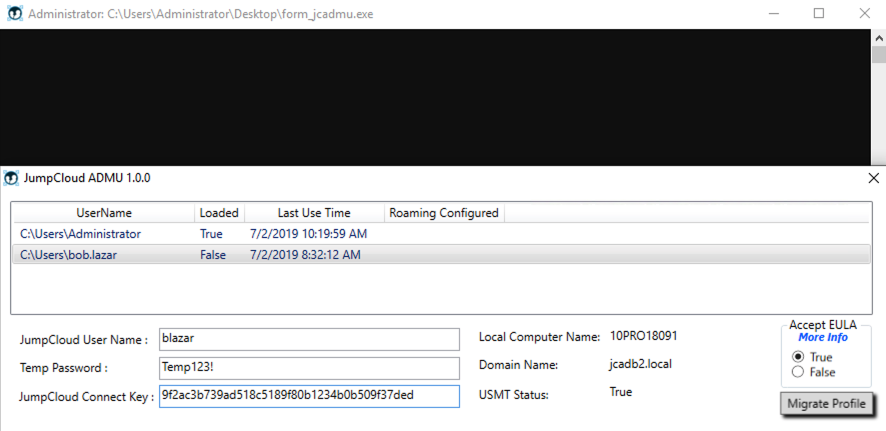 Administrator: C:\Users\Administrator\Desktop\form_jcadmu.exe
JumpCloud ADMU 1.0.0
UserName Loaded Last Use Time Roaming Configured
C:\Users\Administrator True 7/2/2019 10:19:59 AM
C:\Users\bob.lazar False 7/2/2019 8:32:12 AM
JumpCloud User Name : blazar
Temp Password : Temp123!
JumpCloud Connect Key : 9f2ac3b739ad518c5189f80b1234b0b509f37ded
Local Computer Name: 10PRO18091
Domain Name: jcadb2.local
USMT Status: True
Accept EULA
More Info
True
False
Migrate Profile